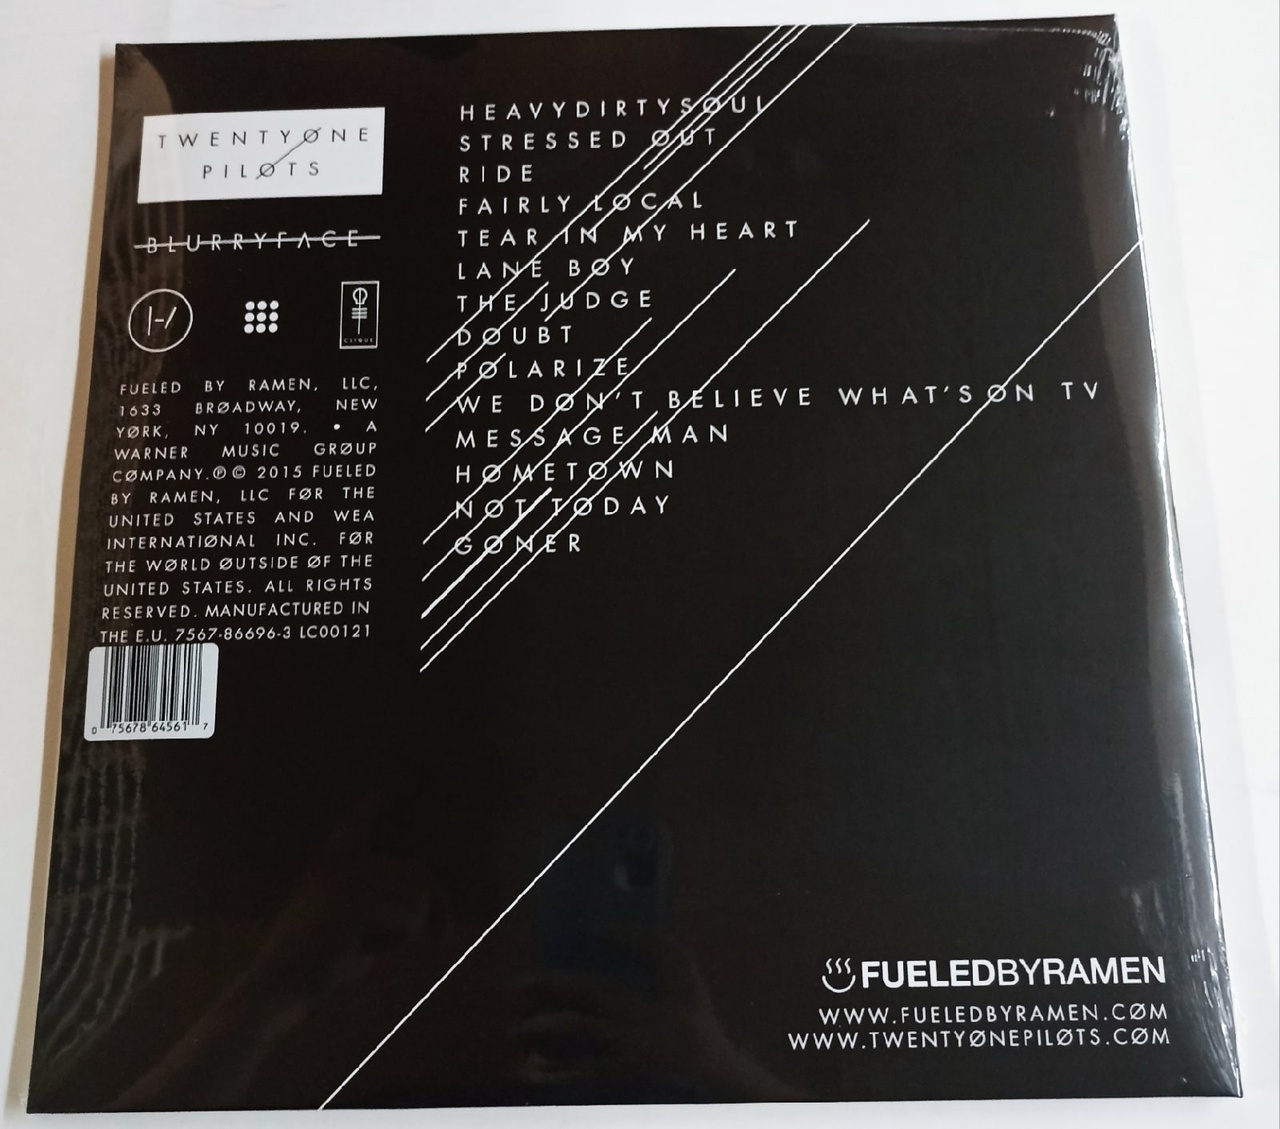 TWENTYØNE
PILØTS
BLURRYFACE
|-/
CLIQUE
FUELED BY RAMEN, LLC,
1633 BRØADWAY, NEW
YØRK, NY 10019. • A
WARNER MUSIC GRØUP
CØMPANY.℗© 2015 FUELED
BY RAMEN, LLC FØR THE
UNITED STATES AND WEA
INTERNATIØNAL INC. FØR
THE WØRLD ØUTSIDE ØF THE
UNITED STATES. ALL RIGHTS
RESERVED. MANUFACTURED IN
THE E.U. 7567-86696-3 LC00121
0 75678 64561 7
HEAVYDIRTYSOUL
STRESSED OUT
RIDE
FAIRLY LOCAL
TEAR IN MY HEART
LANE BOY
THE JUDGE
DOUBT
POLARIZE
WE DON'T BELIEVE WHAT'S ON TV
MESSAGE MAN
HOMETOWN
NOT TODAY
GONER
FUELEDBYRAMEN
WWW.FUELEDBYRAMEN.CØM
WWW.TWENTYØNEPILØTS.CØM